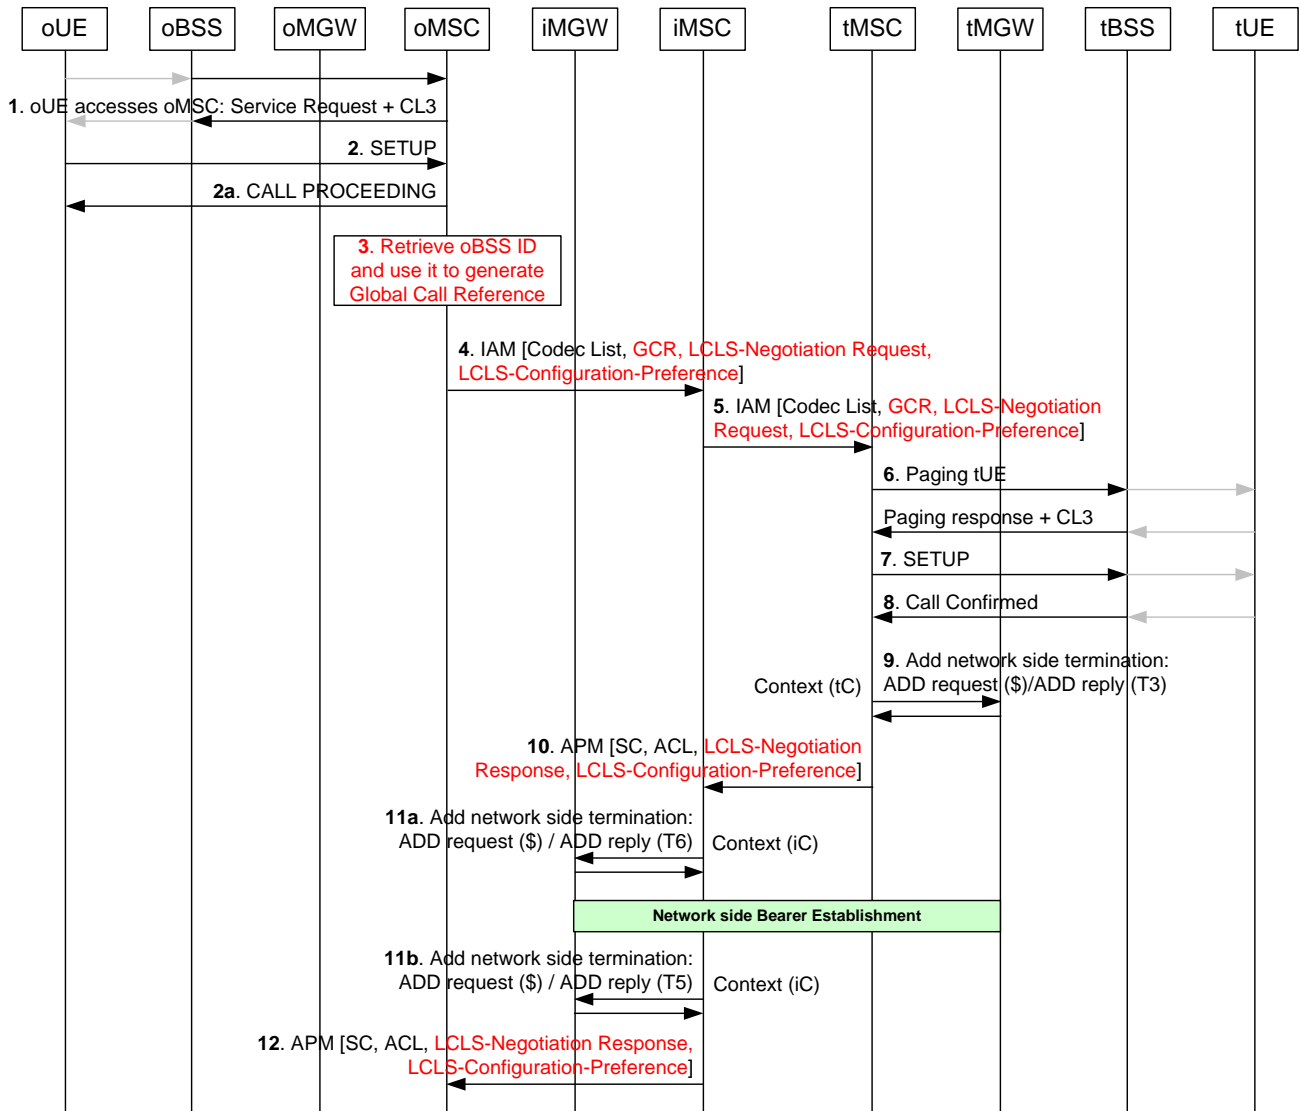 oUE oBSS oMGW oMSC iMGW iMSC tMSC tMGW tBSS tUE
1. oUE accesses oMSC: Service Request + CL3
2. SETUP
2a. CALL PROCEEDING
3. Retrieve oBSS ID
and use it to generate
Global Call Reference
4. IAM [Codec List, GCR, LCLS-Negotiation Request,
LCLS-Configuration-Preference]
5. IAM [Codec List, GCR, LCLS-Negotiation
Request, LCLS-Configuration-Preference]
6. Paging tUE
Paging response + CL3
7. SETUP
8. Call Confirmed
9. Add network side termination:
Context (tC) ADD request ($)/ADD reply (T3)
10. APM [SC, ACL, LCLS-Negotiation
Response, LCLS-Configuration-Preference]
11a. Add network side termination:
ADD request ($) / ADD reply (T6) Context (iC)
Network side Bearer Establishment
11b. Add network side termination:
ADD request ($) / ADD reply (T5) Context (iC)
12. APM [SC, ACL, LCLS-Negotiation Response,
LCLS-Configuration-Preference]